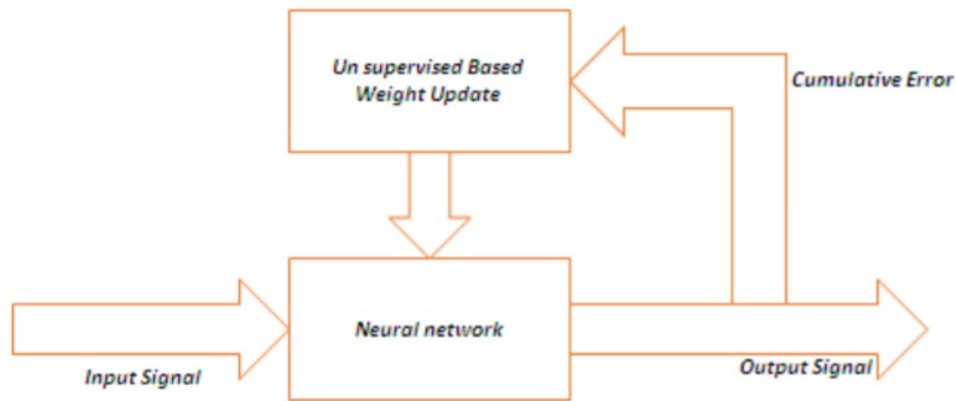 Un supervised Based
Weight Update
Cumulative Error
Neural network
Input Signal
Output Signal